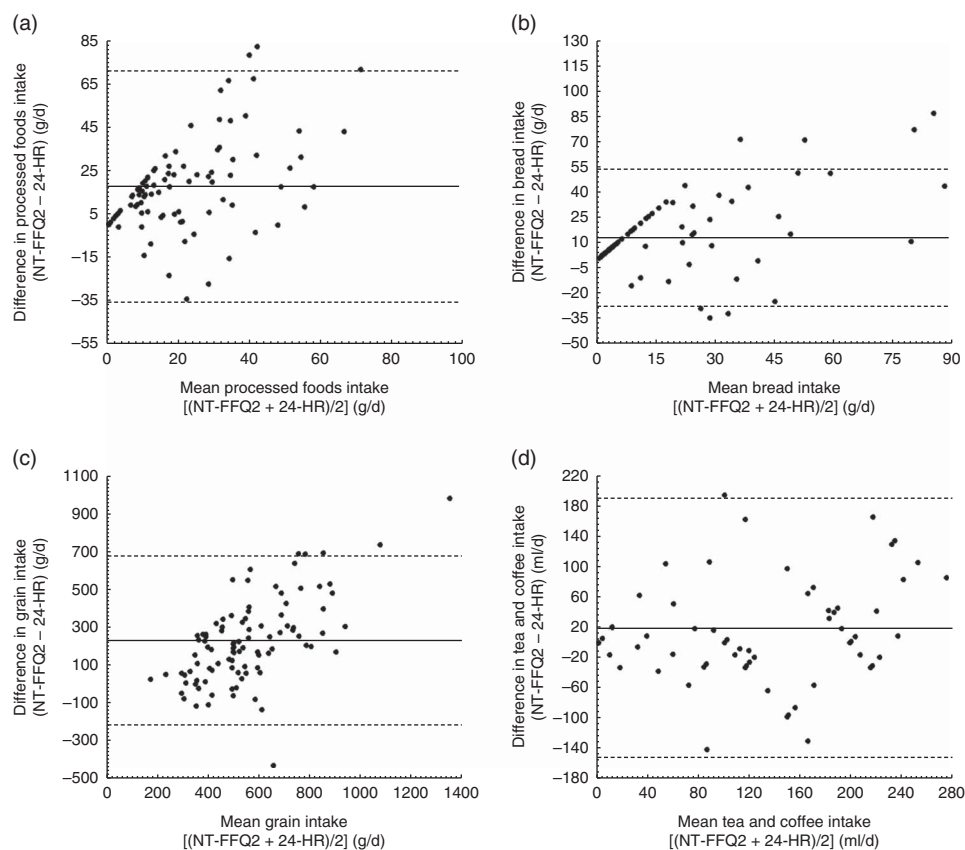 (a)
85
65
45
25
5
–15
–35
–55
Difference in processed foods intake
(NT-FFQ2 – 24-HR) (g/d)
0 20 40 60 80 100
Mean processed foods intake
[(NT-FFQ2 + 24-HR)/2] (g/d)
(b)
130
115
100
85
70
55
40
25
10
–5
–20
–35
–50
Difference in bread intake
(NT-FFQ2 – 24-HR) (g/d)
0 15 30 45 60 75 90
Mean bread intake
[(NT-FFQ2 + 24-HR)/2] (g/d)
(c)
1100
900
700
500
300
100
–100
–300
–500
Difference in grain intake
(NT-FFQ2 – 24-HR) (g/d)
0 200 400 600 800 1000 1200 1400
Mean grain intake
[(NT-FFQ2 + 24-HR)/2] (g/d)
(d)
220
180
140
100
60
20
–20
–60
–100
–140
–180
Difference in tea and coffee intake
(NT-FFQ2 – 24-HR) (ml/d)
0 40 80 120 160 200 240 280
Mean tea and coffee intake
[(NT-FFQ2 + 24-HR)/2] (ml/d)